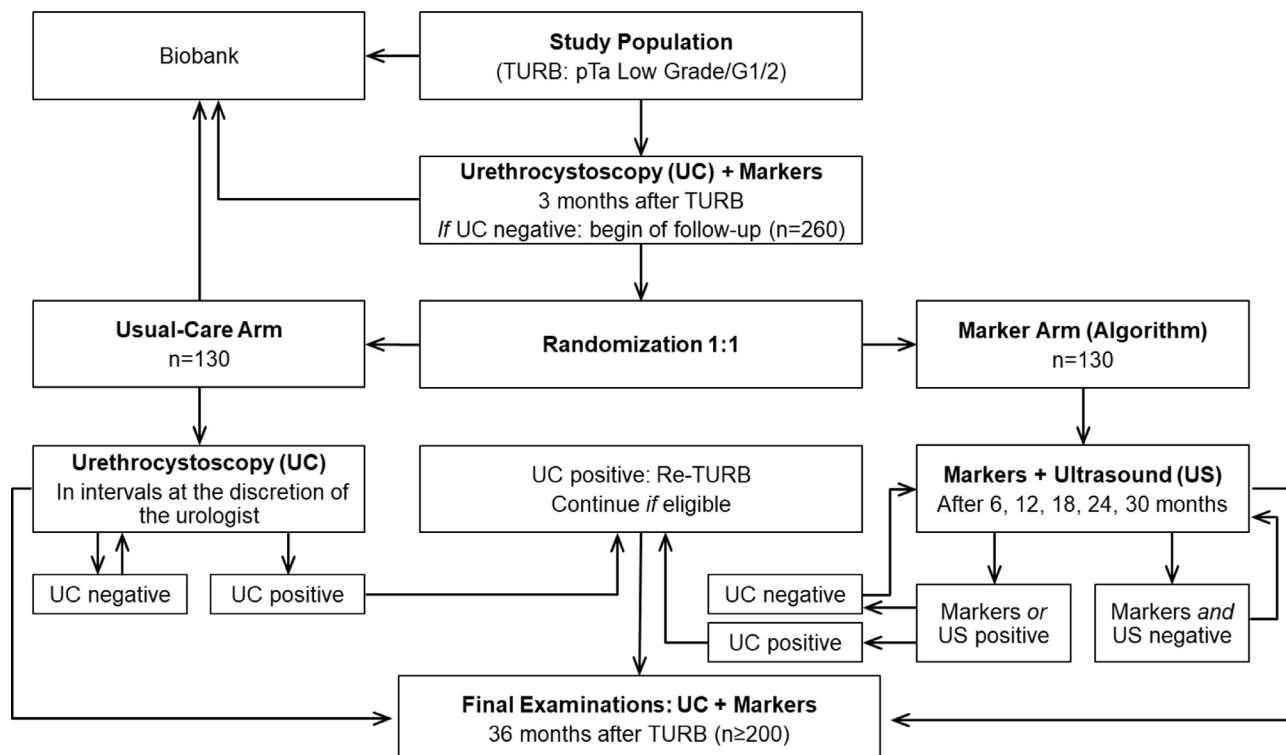 Biobank
Study Population
(TURB: pTa Low Grade/G1/2)
Urethrocystoscopy (UC) + Markers
3 months after TURB
If UC negative: begin of follow-up (n=260)
Usual-Care Arm
n=130
Randomization 1:1
Marker Arm (Algorithm)
n=130
Urethrocystoscopy (UC)
In intervals at the discretion of
the urologist
UC positive: Re-TURB
Continue if eligible
Markers + Ultrasound (US)
After 6, 12, 18, 24, 30 months
UC negative
UC positive
UC negative
UC positive
Markers or
US positive
Markers and
US negative
Final Examinations: UC + Markers
36 months after TURB (n≥200)